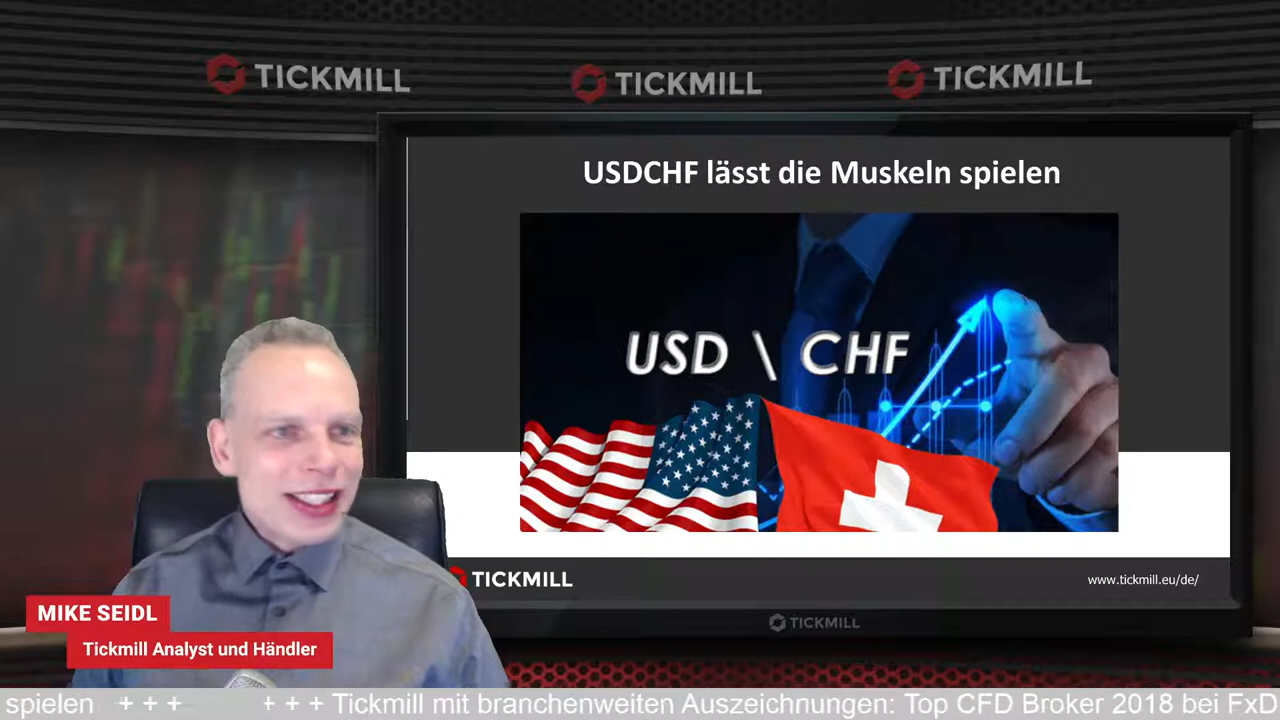 TICKMILL
TICKMILL
TICKMILL
USDCHF lässt die Muskeln spielen
USD \ CHF
TICKMILL
www.tickmill.eu/de/
TICKMILL
MIKE SEIDL
Tickmill Analyst und Händler
spielen +++ +++ Tickmill mit branchenweiten Auszeichnungen: Top CFD Broker 2018 bei FxD